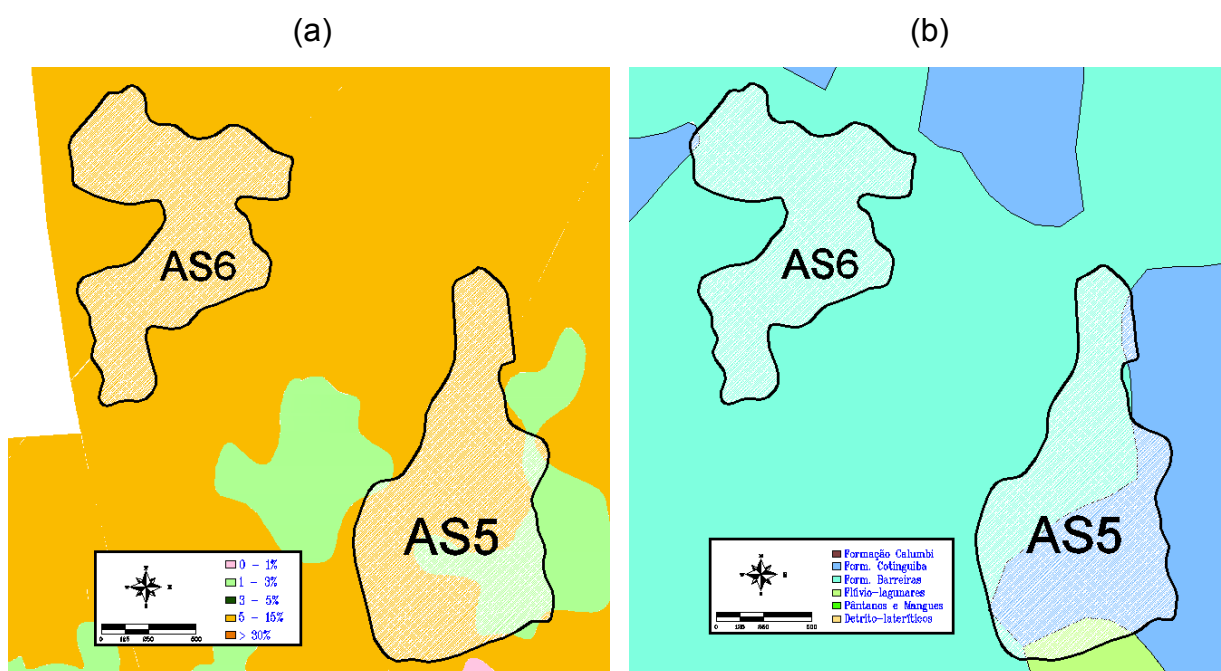 (a)
(b)
AS6
AS5
0 - 1%
1 - 3%
3 - 5%
5 - 15%
> 30%
AS6
AS5
Formação Calumbi
Form. Cotinguiba
Form. Barreiras
Flúvio-lagunares
Pântanos e Mangues
Detrito-lateríticos